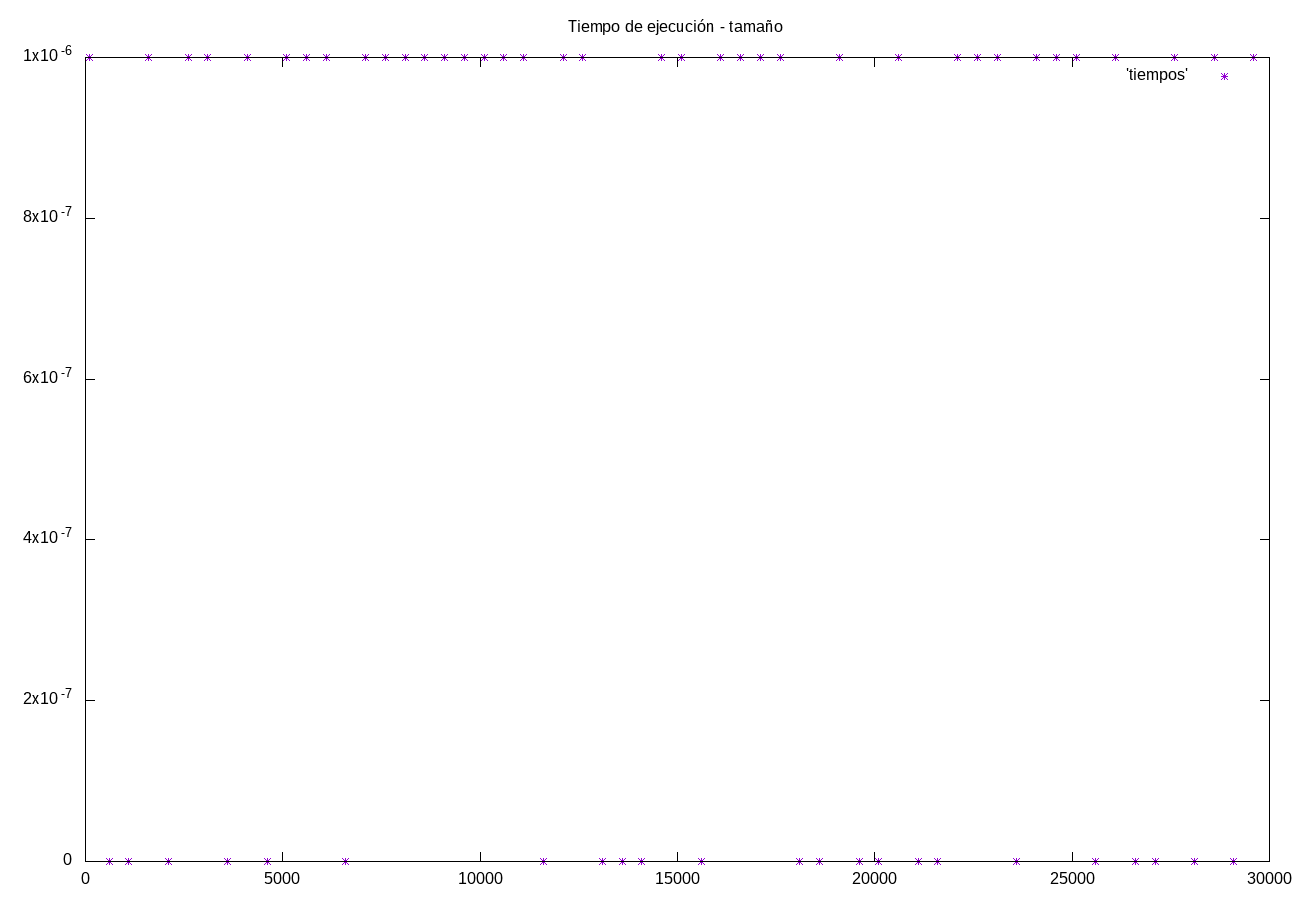 Tiempo de ejecución - tamaño
1x10-6
'tiempos'
8x10-7
6x10-7
4x10-7
2x10-7
0
0 5000 10000 15000 20000 25000 30000